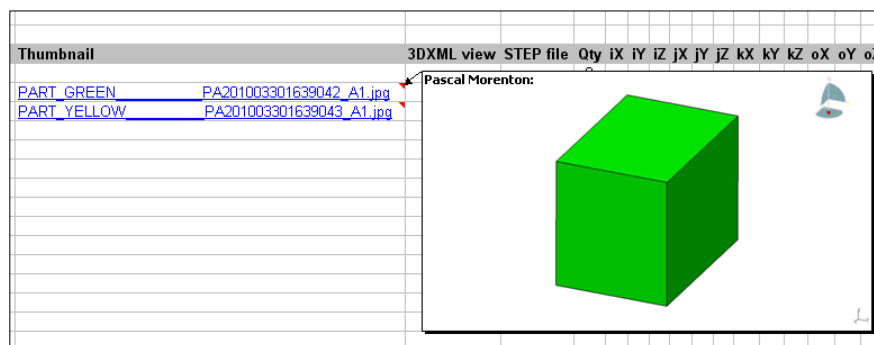 Thumbnail 3DXML view STEP file Qty iX iY iZ jX jY jZ kX kY kZ oX oY
Pascal Morenton:
PART_GREEN___________PA201003301639042_A1.jpg
PART_YELLOW__________PA201003301639043_A1.jpg